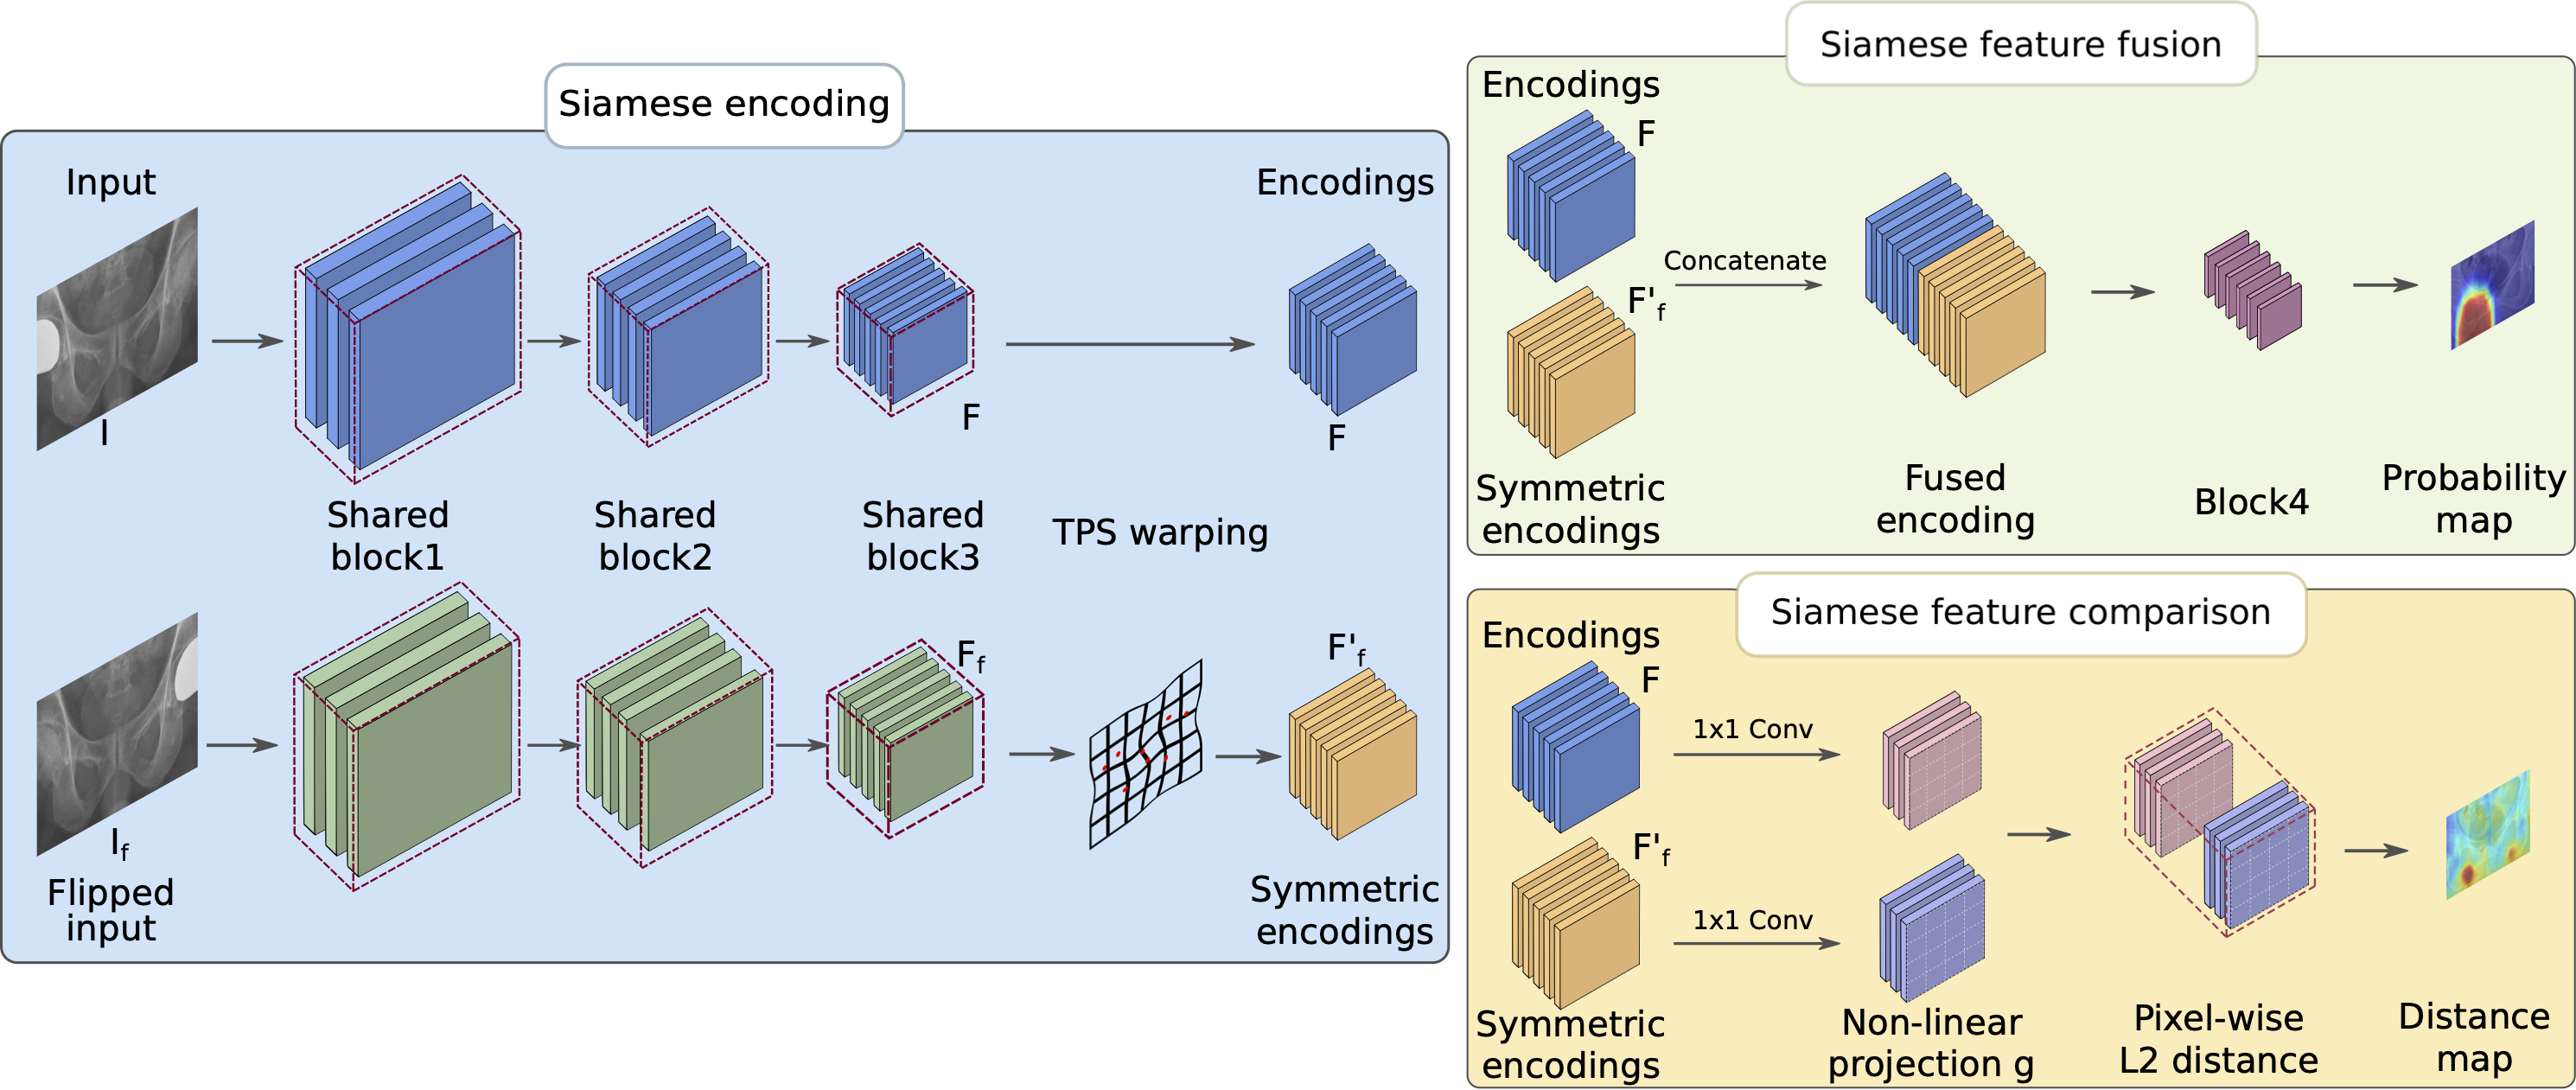 Siamese encoding
Input
Encodings
I
F
F
Shared
block1
Shared
block2
Shared
block3
TPS warping
F_f
F'_f
I_f
Flipped
input
Symmetric
encodings
Siamese feature fusion
Encodings
F
Concatenate
F'_f
Symmetric
encodings
Fused
encoding
Block4
Probability
map
Siamese feature comparison
Encodings
F
1x1 Conv
F'_f
1x1 Conv
Symmetric
encodings
Non-linear
projection g
Pixel-wise
L2 distance
Distance
map